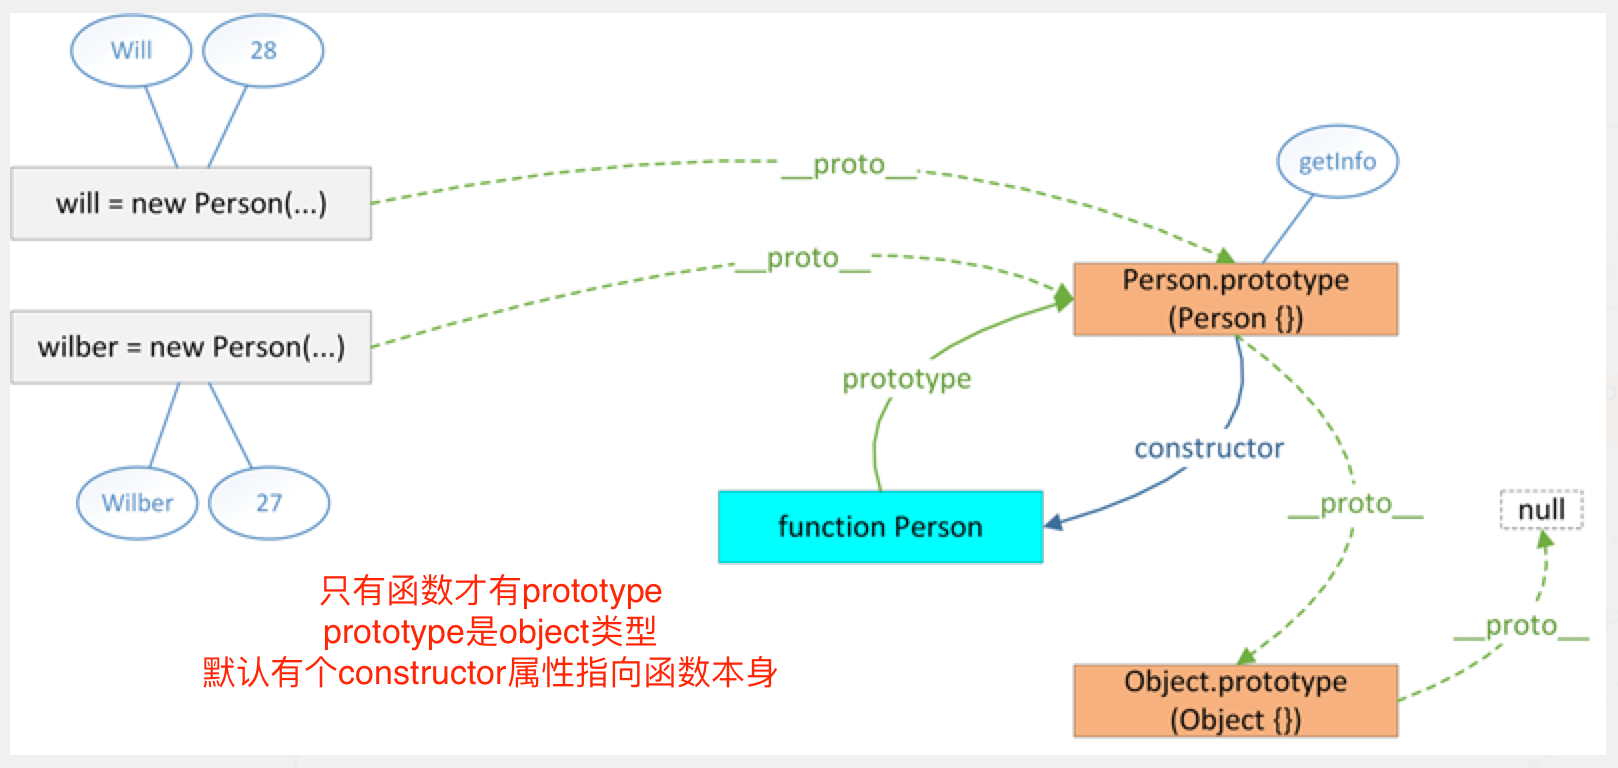 Will
28
will = new Person(...)
__proto__
getInfo
__proto__
Person.prototype
(Person {})
wilber = new Person(...)
prototype
constructor
Wilber
27
function Person
__proto__
null
只有函数才有prototype
prototype是object类型
默认有个constructor属性指向函数本身
__proto__
Object.prototype
(Object {})